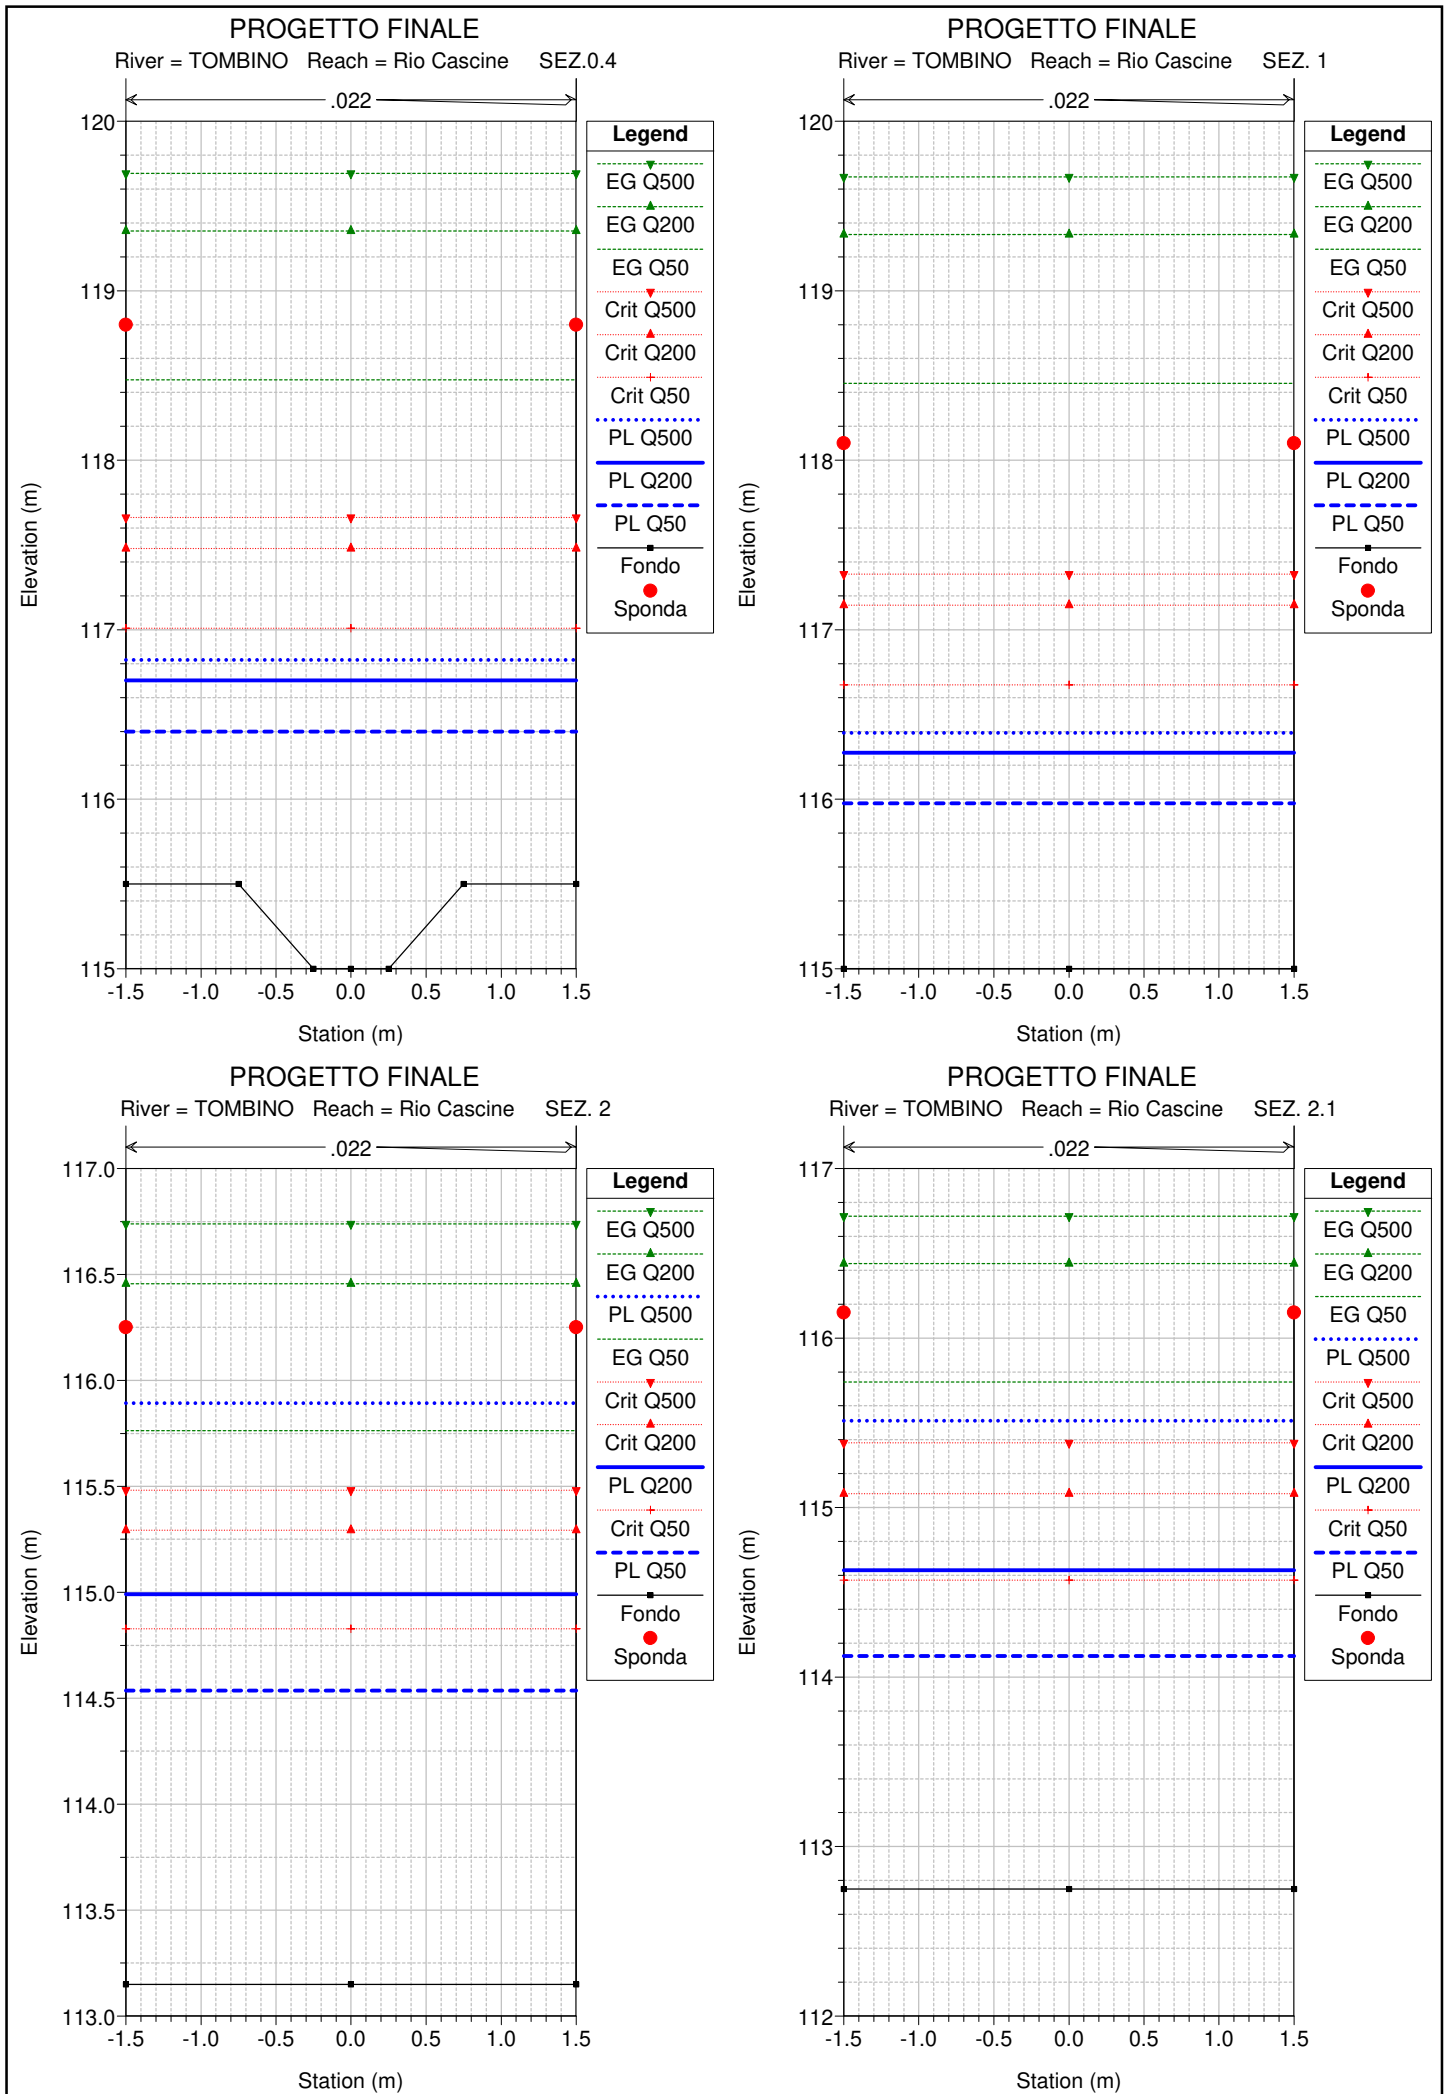 PROGETTO FINALE
River = TOMBINO Reach = Rio Cascine SEZ.0.4
.022
Legend
EG Q500
EG Q200
EG Q50
Crit Q500
Crit Q200
Crit Q50
PL Q500
PL Q200
PL Q50
Fondo
Sponda
120
119
118
117
116
115
Elevation (m)
-1.5 -1.0 -0.5 0.0 0.5 1.0 1.5
Station (m)
PROGETTO FINALE
River = TOMBINO Reach = Rio Cascine SEZ. 1
.022
Legend
EG Q500
EG Q200
EG Q50
Crit Q500
Crit Q200
Crit Q50
PL Q500
PL Q200
PL Q50
Fondo
Sponda
120
119
118
117
116
115
Elevation (m)
-1.5 -1.0 -0.5 0.0 0.5 1.0 1.5
Station (m)
PROGETTO FINALE
River = TOMBINO Reach = Rio Cascine SEZ. 2
.022
Legend
EG Q500
EG Q200
PL Q500
EG Q50
Crit Q500
Crit Q200
PL Q200
Crit Q50
PL Q50
Fondo
Sponda
117.0
116.5
116.0
115.5
115.0
114.5
114.0
113.5
113.0
Elevation (m)
-1.5 -1.0 -0.5 0.0 0.5 1.0 1.5
Station (m)
PROGETTO FINALE
River = TOMBINO Reach = Rio Cascine SEZ. 2.1
.022
Legend
EG Q500
EG Q200
EG Q50
PL Q500
Crit Q500
Crit Q200
PL Q200
Crit Q50
PL Q50
Fondo
Sponda
117
116
115
114
113
112
Elevation (m)
-1.5 -1.0 -0.5 0.0 0.5 1.0 1.5
Station (m)